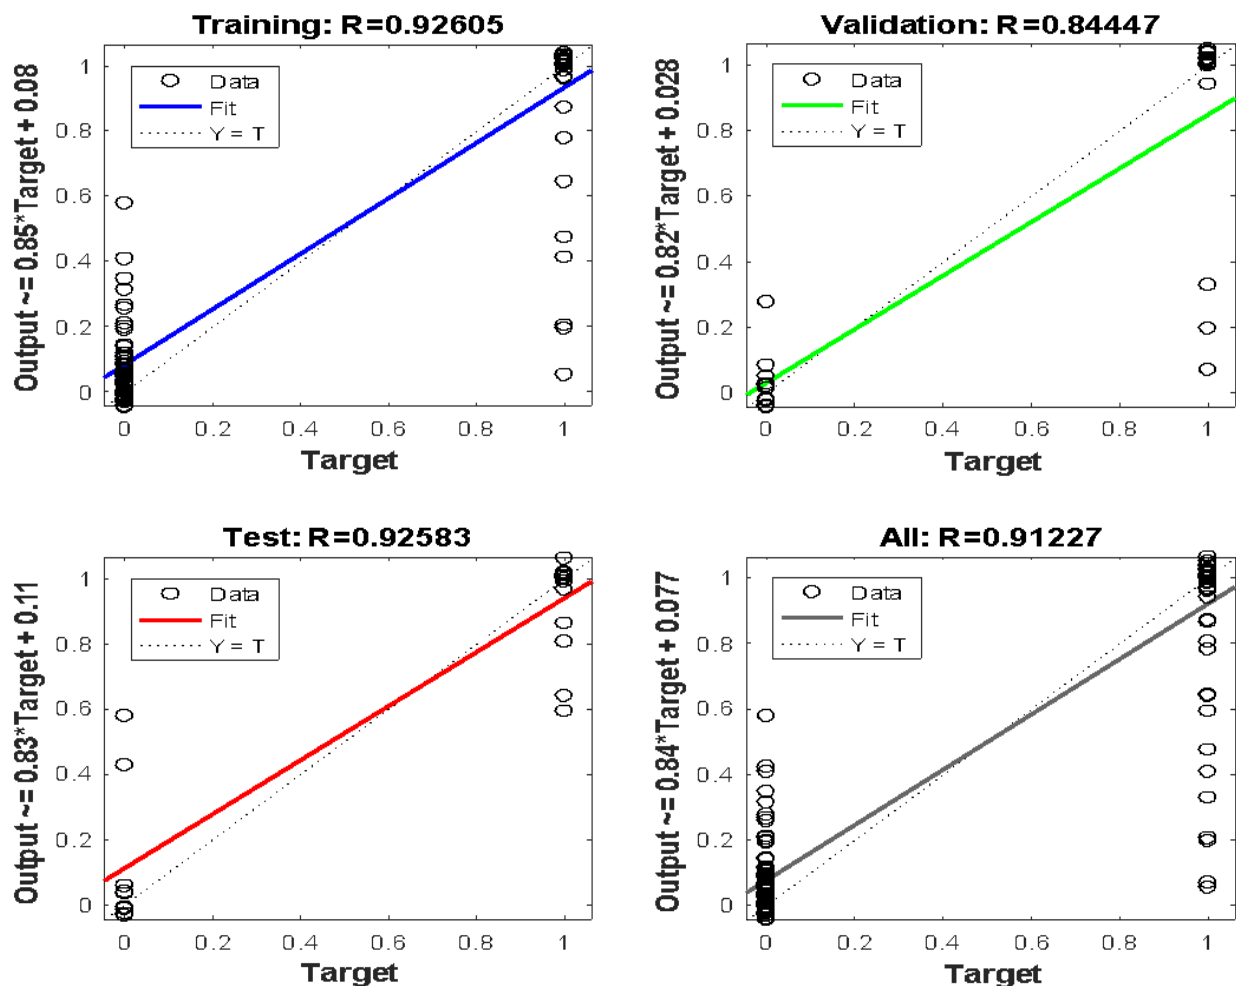 Training: R=0.92605
Output ~= 0.85*Target + 0.08
Data
Fit
Y = T
1
0.8
0.6
0.4
0.2
0
0 0.2 0.4 0.6 0.8 1
Target
Validation: R=0.84447
Output ~= 0.82*Target + 0.028
Data
Fit
Y = T
1
0.8
0.6
0.4
0.2
0
0 0.2 0.4 0.6 0.8 1
Target
Test: R=0.92583
Output ~= 0.83*Target + 0.11
Data
Fit
Y = T
1
0.8
0.6
0.4
0.2
0
0 0.2 0.4 0.6 0.8 1
Target
All: R=0.91227
Output ~= 0.84*Target + 0.077
Data
Fit
Y = T
1
0.8
0.6
0.4
0.2
0
0 0.2 0.4 0.6 0.8 1
Target